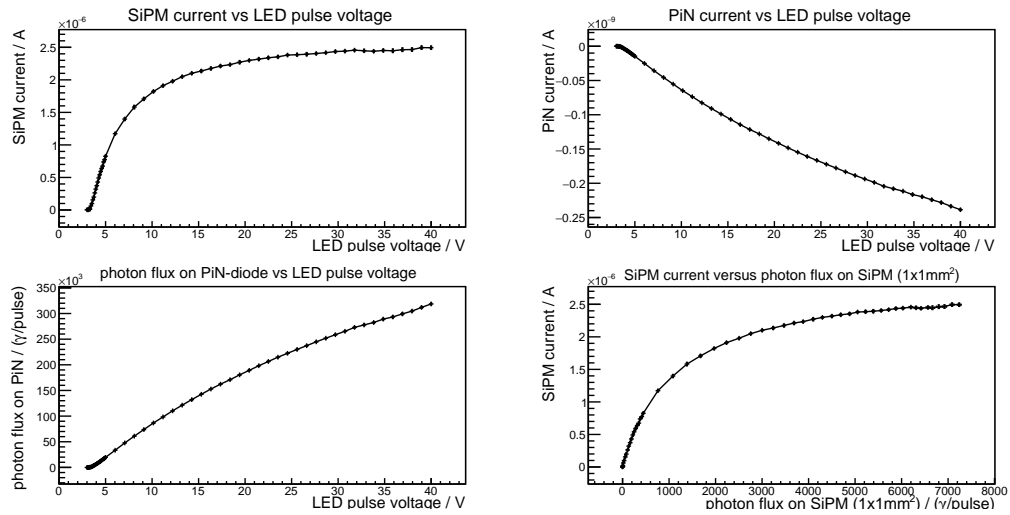 SiPM current vs LED pulse voltage
×10⁻⁶
SiPM current / A
2.5
2
1.5
1
0.5
0
0 5 10 15 20 25 30 35 40
LED pulse voltage / V
PiN current vs LED pulse voltage
×10⁻⁹
PiN current / A
0
−0.05
−0.1
−0.15
−0.2
−0.25
0 5 10 15 20 25 30 35 40
LED pulse voltage / V
photon flux on PiN-diode vs LED pulse voltage
×10³
photon flux on PiN / (γ/pulse)
350
300
250
200
150
100
50
0
0 5 10 15 20 25 30 35 40
LED pulse voltage / V
SiPM current versus photon flux on SiPM (1x1mm²)
×10⁻⁶
SiPM current / A
2.5
2
1.5
1
0.5
0
0 1000 2000 3000 4000 5000 6000 7000 8000
photon flux on SiPM (1x1mm²) / (γ/pulse)